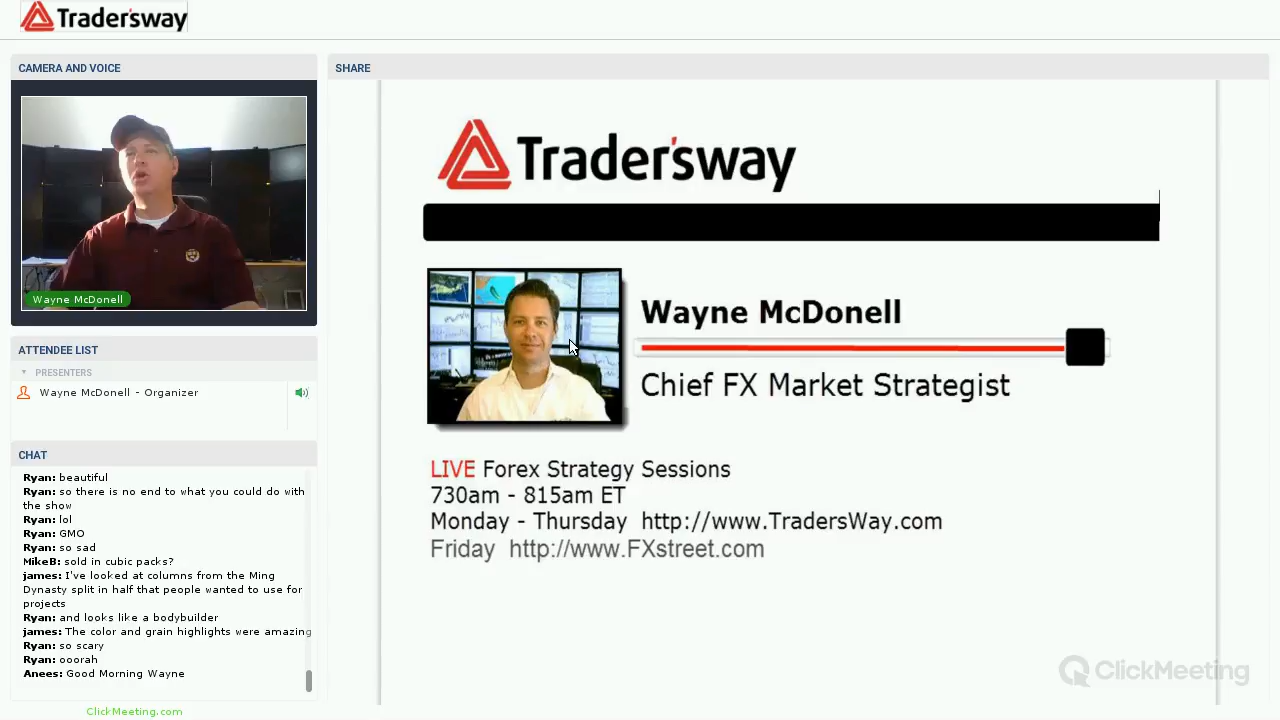 Trader'sway
CAMERA AND VOICE
SHARE
Wayne McDonell
ATTENDEE LIST
PRESENTERS
Wayne McDonell - Organizer
CHAT
Ryan: beautiful
Ryan: so there is no end to what you could do with
the show
Ryan: lol
Ryan: GMO
Ryan: so sad
MikeB: sold in cubic packs?
james: I've looked at columns from the Ming
Dynasty split in half that people wanted to use for
projects
Ryan: and looks like a bodybuilder
james: The color and grain highlights were amazing
Ryan: so scary
Ryan: ooorah
Anees: Good Morning Wayne
ClickMeeting.com
Trader'sway
Wayne McDonell
Chief FX Market Strategist
LIVE Forex Strategy Sessions
730am - 815am ET
Monday - Thursday http://www.TradersWay.com
Friday http://www.FXstreet.com
ClickMeeting